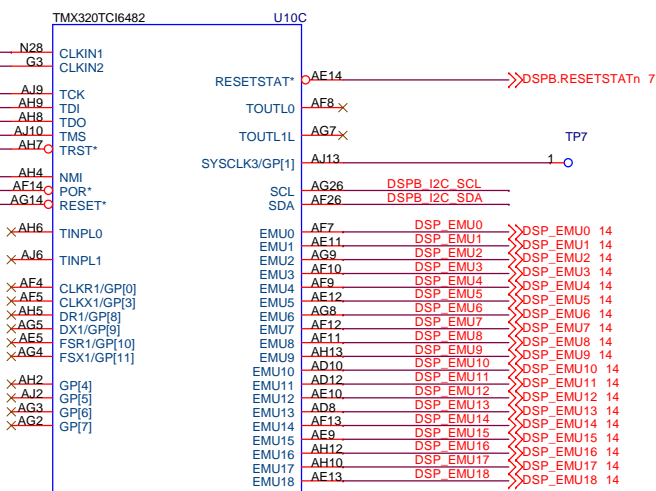 TMX320TCI6482 U10C
N28 CLKIN1
G3 CLKIN2
RESETSTAT* AE14 DSPB.RESETSTATn 7
AJ9 TCK
AH9 TDI TOUTL0 AF8
AH8 TDO
AJ10 TMS TOUTL1L AG7 TP7
AH7 TRST*
SYSCLK3/GP[1] AJ13 1
AH4 NMI
AF14 POR* SCL AG26 DSPB_I2C_SCL
AG14 RESET* SDA AF26 DSPB_I2C_SDA
AH6 TINPL0 EMU0 AF7 DSP_EMU0 DSP_EMU0 14
EMU1 AE11 DSP_EMU1 DSP_EMU1 14
AJ6 TINPL1 EMU2 AG9 DSP_EMU2 DSP_EMU2 14
EMU3 AF10 DSP_EMU3 DSP_EMU3 14
AF4 CLKR1/GP[0] EMU4 AF9 DSP_EMU4 DSP_EMU4 14
AF5 CLKX1/GP[3] EMU5 AE12 DSP_EMU5 DSP_EMU5 14
AH5 DR1/GP[8] EMU6 AG8 DSP_EMU6 DSP_EMU6 14
AG5 DX1/GP[9] EMU7 AF12 DSP_EMU7 DSP_EMU7 14
AE5 FSR1/GP[10] EMU8 AF11 DSP_EMU8 DSP_EMU8 14
AG4 FSX1/GP[11] EMU9 AH13 DSP_EMU9 DSP_EMU9 14
EMU10 AD10 DSP_EMU10 DSP_EMU10 14
AH2 GP[4] EMU11 AD12 DSP_EMU11 DSP_EMU11 14
AJ2 GP[5] EMU12 AE10 DSP_EMU12 DSP_EMU12 14
AG3 GP[6] EMU13 AD8 DSP_EMU13 DSP_EMU13 14
AG2 GP[7] EMU14 AF13 DSP_EMU14 DSP_EMU14 14
EMU15 AE9 DSP_EMU15 DSP_EMU15 14
EMU16 AH12 DSP_EMU16 DSP_EMU16 14
EMU17 AH10 DSP_EMU17 DSP_EMU17 14
EMU18 AE13 DSP_EMU18 DSP_EMU18 14